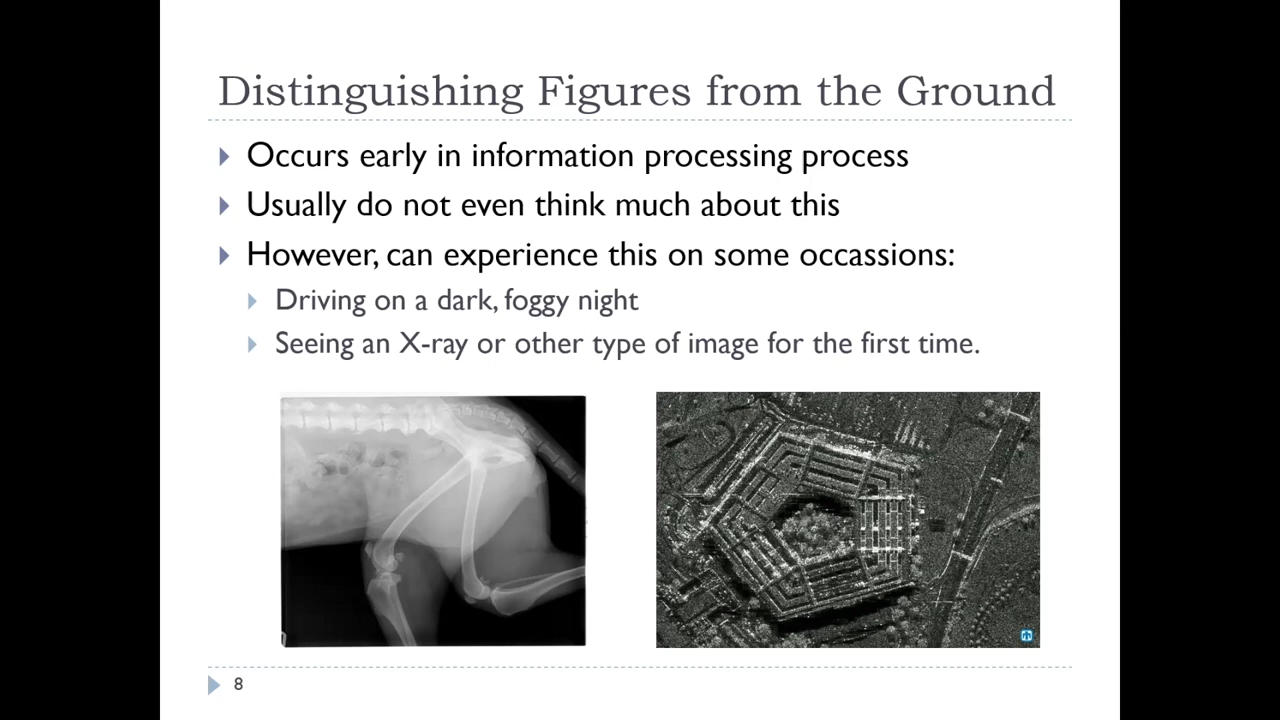 Distinguishing Figures from the Ground
Occurs early in information processing process
Usually do not even think much about this
However, can experience this on some occassions:
Driving on a dark, foggy night
Seeing an X-ray or other type of image for the first time.
8